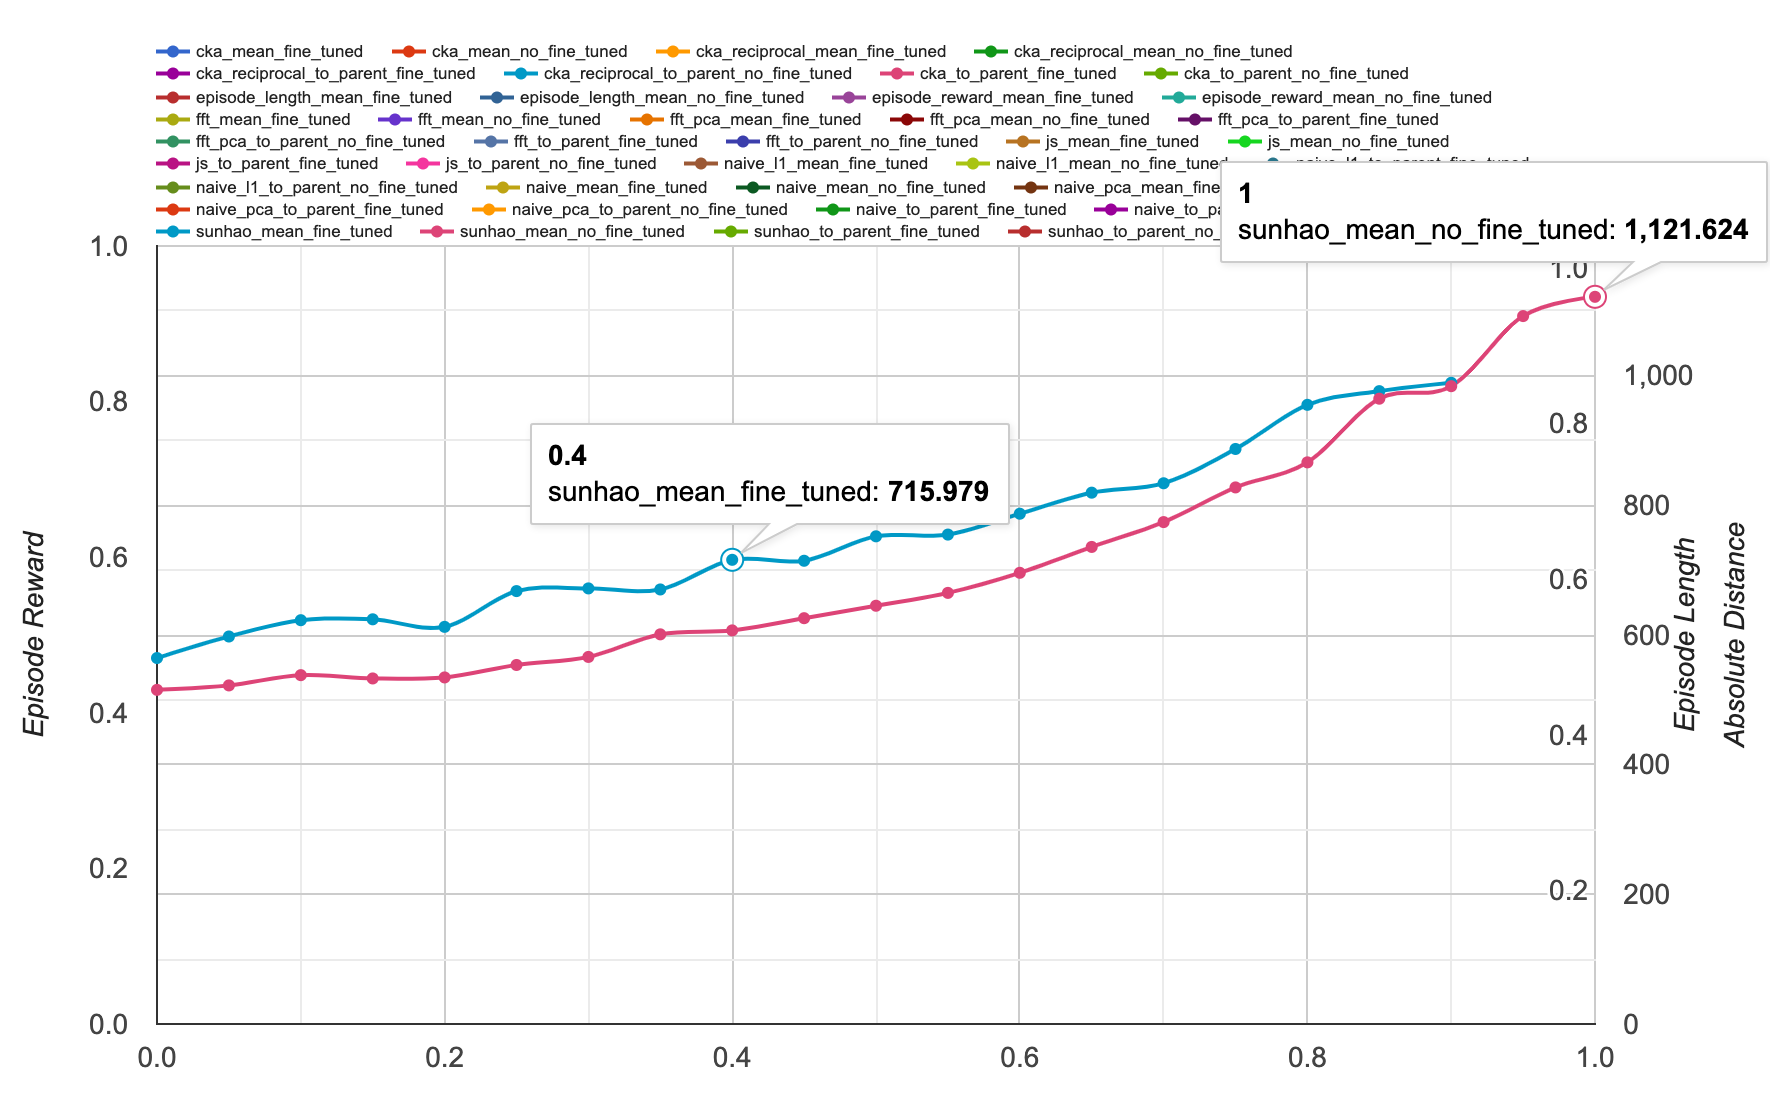 cka_mean_fine_tuned cka_mean_no_fine_tuned cka_reciprocal_mean_fine_tuned cka_reciprocal_mean_no_fine_tuned
cka_reciprocal_to_parent_fine_tuned cka_reciprocal_to_parent_no_fine_tuned cka_to_parent_fine_tuned cka_to_parent_no_fine_tuned
episode_length_mean_fine_tuned episode_length_mean_no_fine_tuned episode_reward_mean_fine_tuned episode_reward_mean_no_fine_tuned
fft_mean_fine_tuned fft_mean_no_fine_tuned fft_pca_mean_fine_tuned fft_pca_mean_no_fine_tuned fft_pca_to_parent_fine_tuned
fft_pca_to_parent_no_fine_tuned fft_to_parent_fine_tuned fft_to_parent_no_fine_tuned js_mean_fine_tuned js_mean_no_fine_tuned
js_to_parent_fine_tuned js_to_parent_no_fine_tuned naive_l1_mean_fine_tuned naive_l1_mean_no_fine_tuned naive_l1_to_parent_fine_tuned
naive_l1_to_parent_no_fine_tuned naive_mean_fine_tuned naive_mean_no_fine_tuned naive_pca_mean_fine
naive_pca_to_parent_fine_tuned naive_pca_to_parent_no_fine_tuned naive_to_parent_fine_tuned naive_to_pa
sunhao_mean_fine_tuned sunhao_mean_no_fine_tuned sunhao_to_parent_fine_tuned sunhao_to_parent_no_
1
sunhao_mean_no_fine_tuned: 1,121.624
0.4
sunhao_mean_fine_tuned: 715.979
1.0
0.8
0.6
0.4
0.2
0.0
Episode Reward
0.0 0.2 0.4 0.6 0.8 1.0
1.0
0.8
0.6
0.4
0.2
1,000
800
600
400
200
0
Episode Length
Absolute Distance